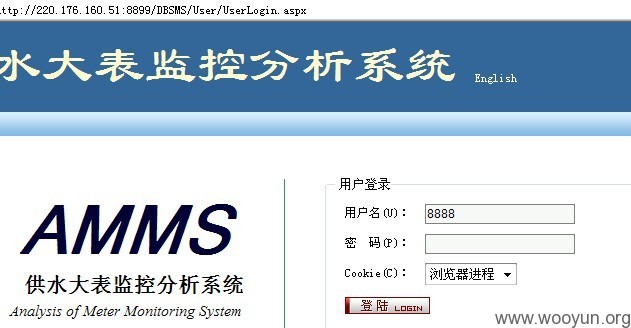 http://220.176.160.51:8899/DBSMS/User/UserLogin.aspx
水大表监控分析系统 English
用户登录
用户名(U)： 8888
密 码(P)：
Cookie(C)： 浏览器进程
登 陆 LOGIN
AMMS
供水大表监控分析系统
Analysis of Meter Monitoring System
www.wooyun.org